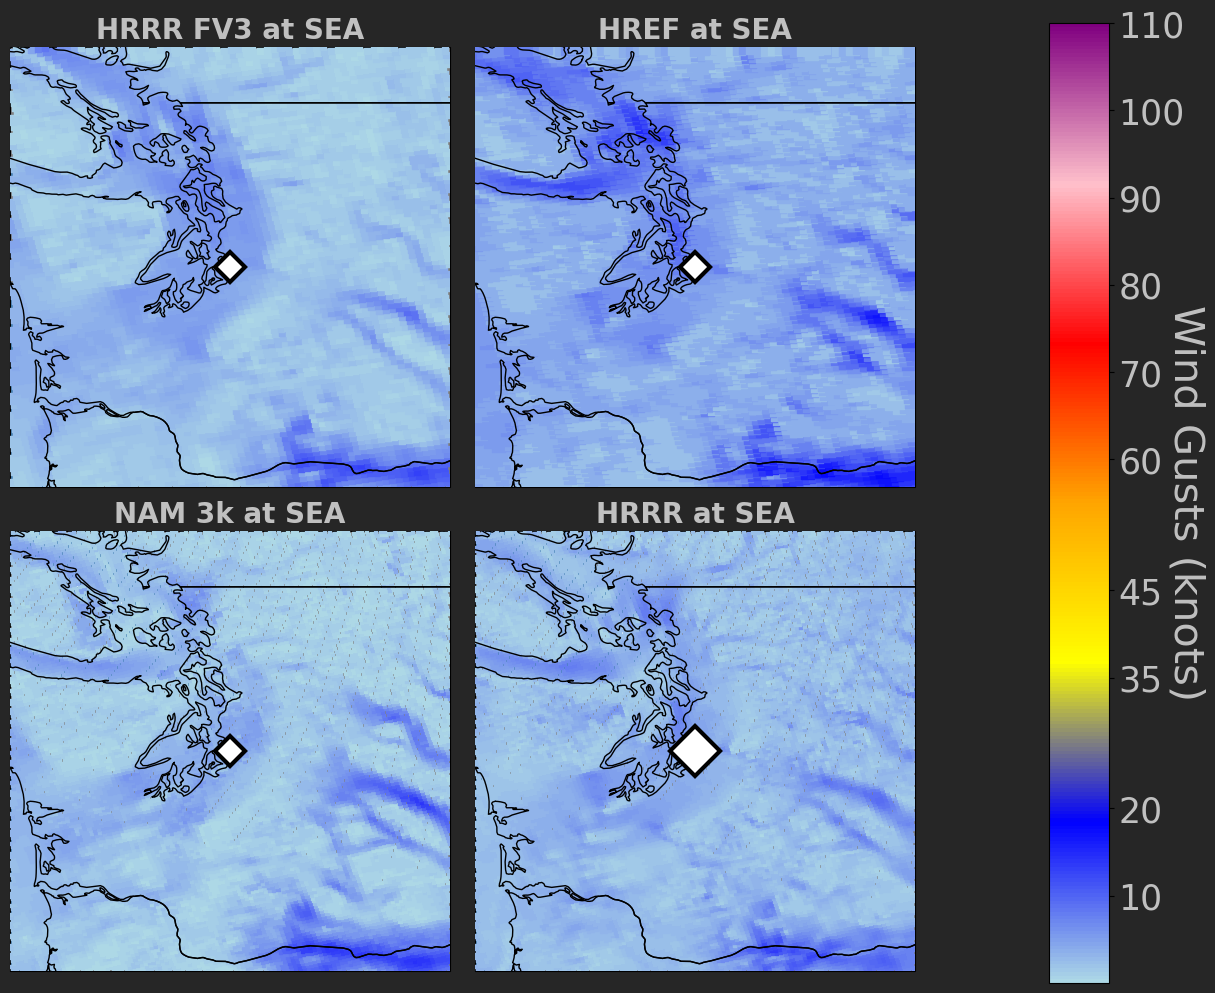 HRRR FV3 at SEA
HREF at SEA
NAM 3k at SEA
HRRR at SEA
110
100
90
80
70
60
45
35
20
10
Wind Gusts (knots)